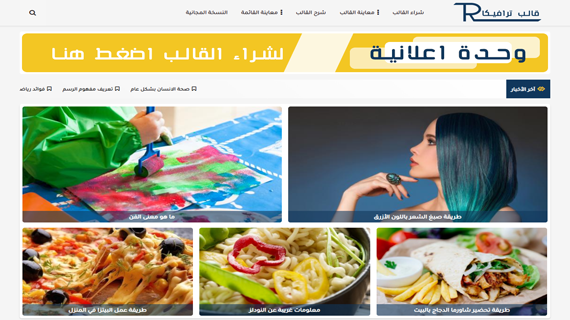 قالب ترافيكا R
شراء القالب
معاينة القالب
شرح القالب
معاينة القائمة
النسخة المجانية
وحدة اعلانية
لشراء القالب اضغط هنا
آخر الأخبار
صحة الانسان بشكل عام
تعريف مفهوم الرسم
فوائد رياض
طريقة صبغ الشعر باللون الأزرق
ما هو معنى الفن
طريقة تحضير شاورما الدجاج بالبيت
معلومات غريبة عن النودلز
طريقة عمل البيتزا في المنزل